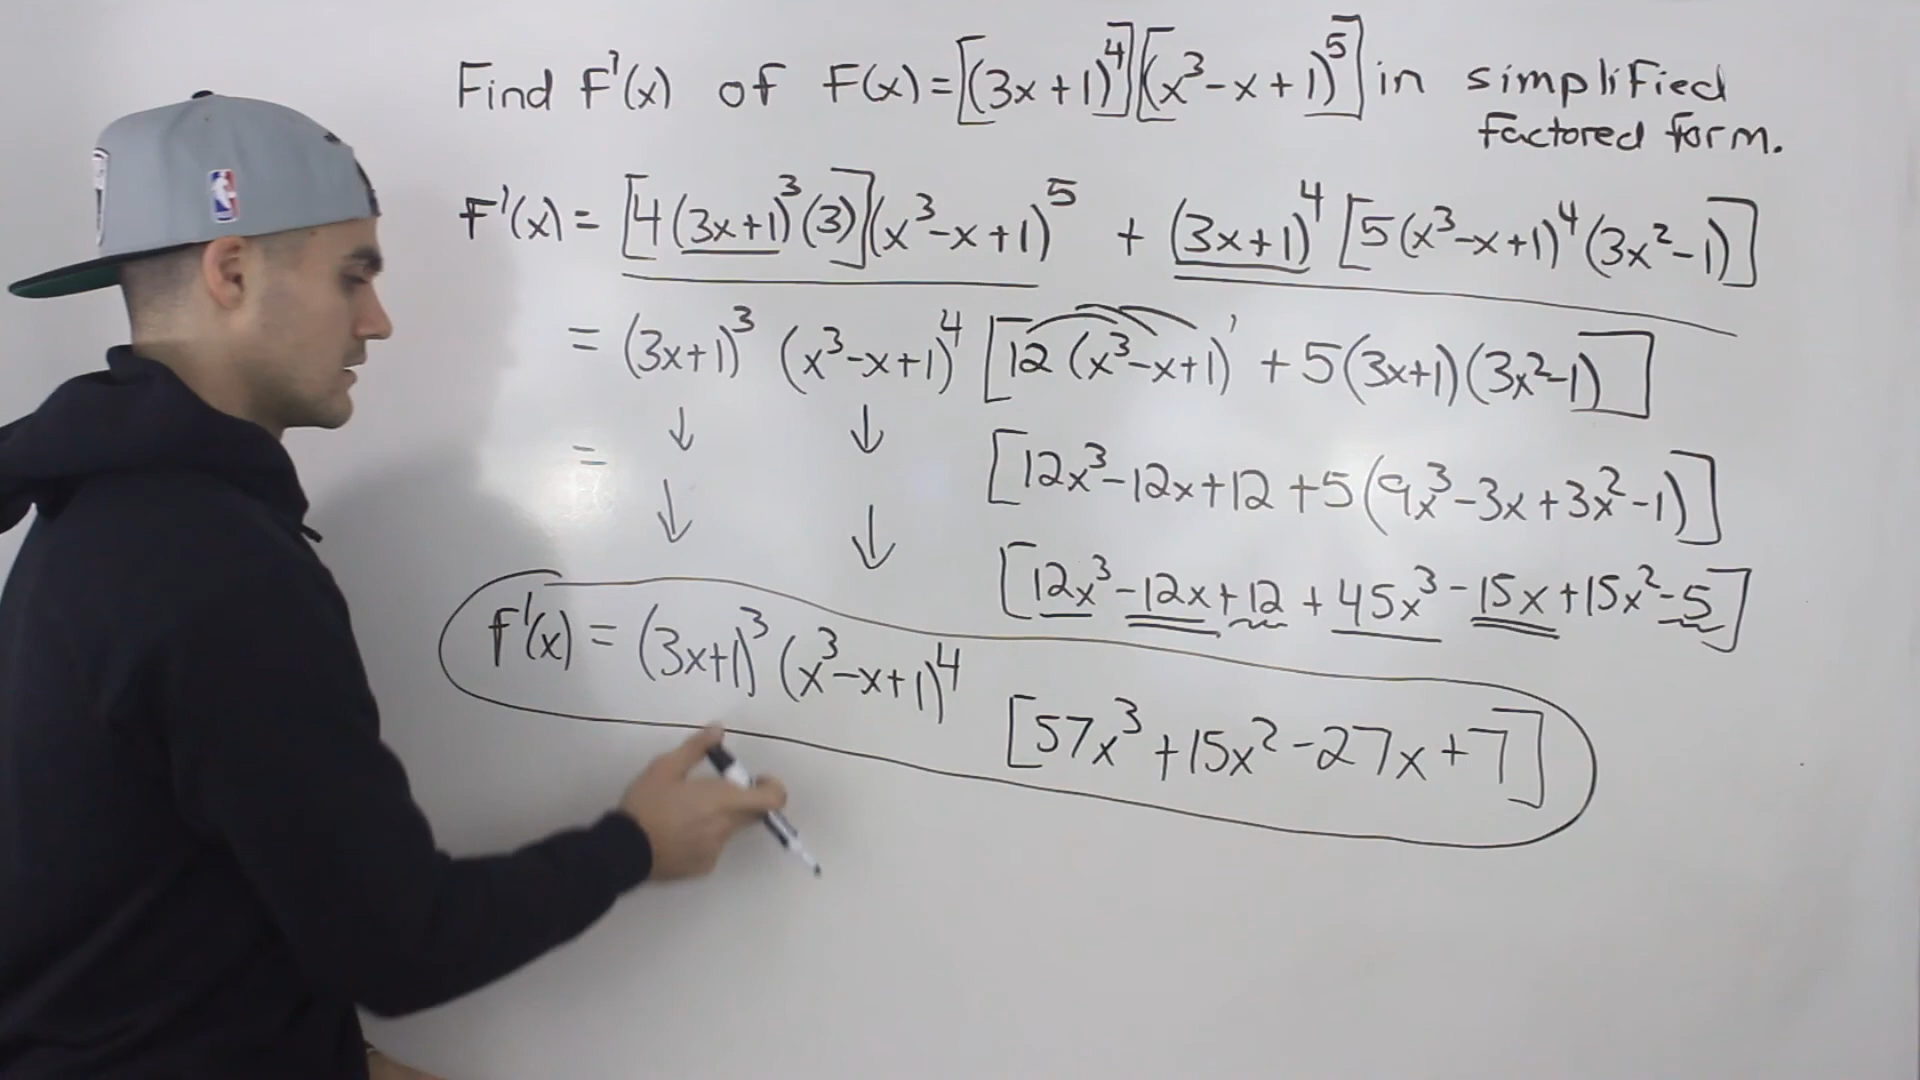 Find F'(x) of F(x) = [(3x+1)^4][(x^3-x+1)^5] in simplified
factored form.
F'(x) = [4(3x+1)^3(3)](x^3-x+1)^5 + (3x+1)^4[5(x^3-x+1)^4(3x^2-1)]
= (3x+1)^3 (x^3-x+1)^4 [12(x^3-x+1)' + 5(3x+1)(3x^2-1)]
= ↓ ↓ [12x^3-12x+12+5(9x^3-3x+3x^2-1)]
↓ ↓ [12x^3-12x+12+45x^3-15x+15x^2-5]
f'(x) = (3x+1)^3 (x^3-x+1)^4 [57x^3+15x^2-27x+7]